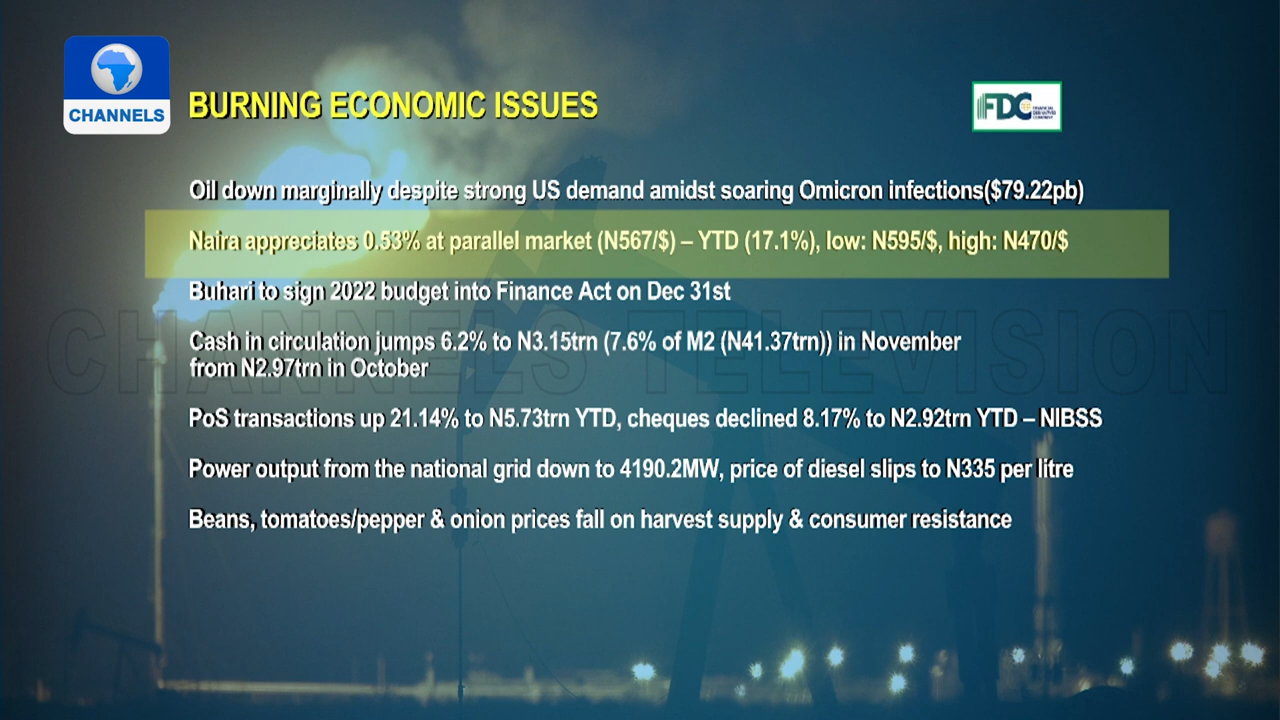 CHANNELS
BURNING ECONOMIC ISSUES
FDC
FINANCIAL
DERIVATIVES
COMPANY
Oil down marginally despite strong US demand amidst soaring Omicron infections($79.22pb)
Naira appreciates 0.53% at parallel market (N567/$) – YTD (17.1%), low: N595/$, high: N470/$
Buhari to sign 2022 budget into Finance Act on Dec 31st
CHANNELS TELEVISION
Cash in circulation jumps 6.2% to N3.15trn (7.6% of M2 (N41.37trn)) in November
from N2.97trn in October
PoS transactions up 21.14% to N5.73trn YTD, cheques declined 8.17% to N2.92trn YTD – NIBSS
Power output from the national grid down to 4190.2MW, price of diesel slips to N335 per litre
Beans, tomatoes/pepper & onion prices fall on harvest supply & consumer resistance